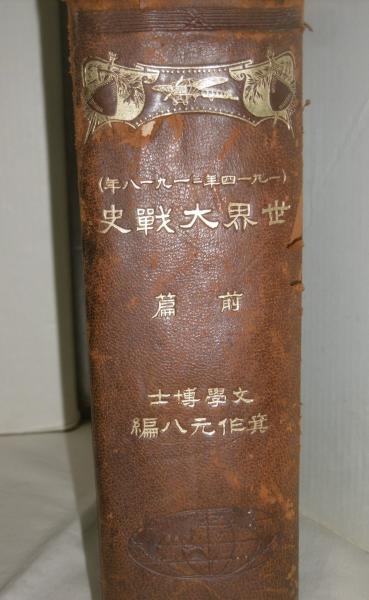 (一九一四年=一九一八年)
世界大戰史
前篇
文學博士
箕作元八編